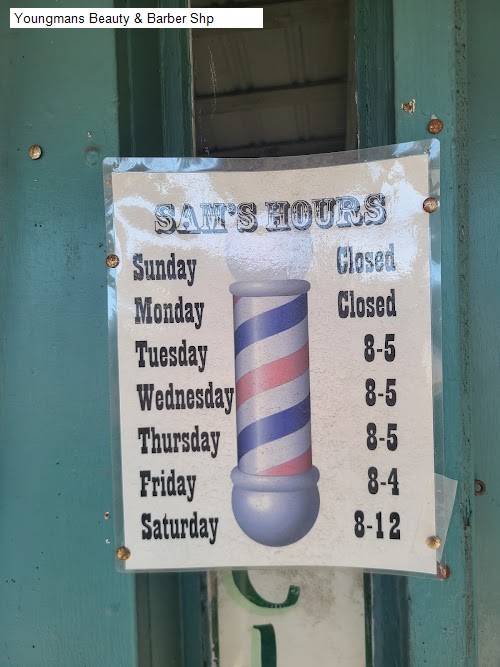 Youngmans Beauty & Barber Shp
SAM'S HOURS
Sunday Closed
Monday Closed
Tuesday 8-5
Wednesday 8-5
Thursday 8-5
Friday 8-4
Saturday 8-12